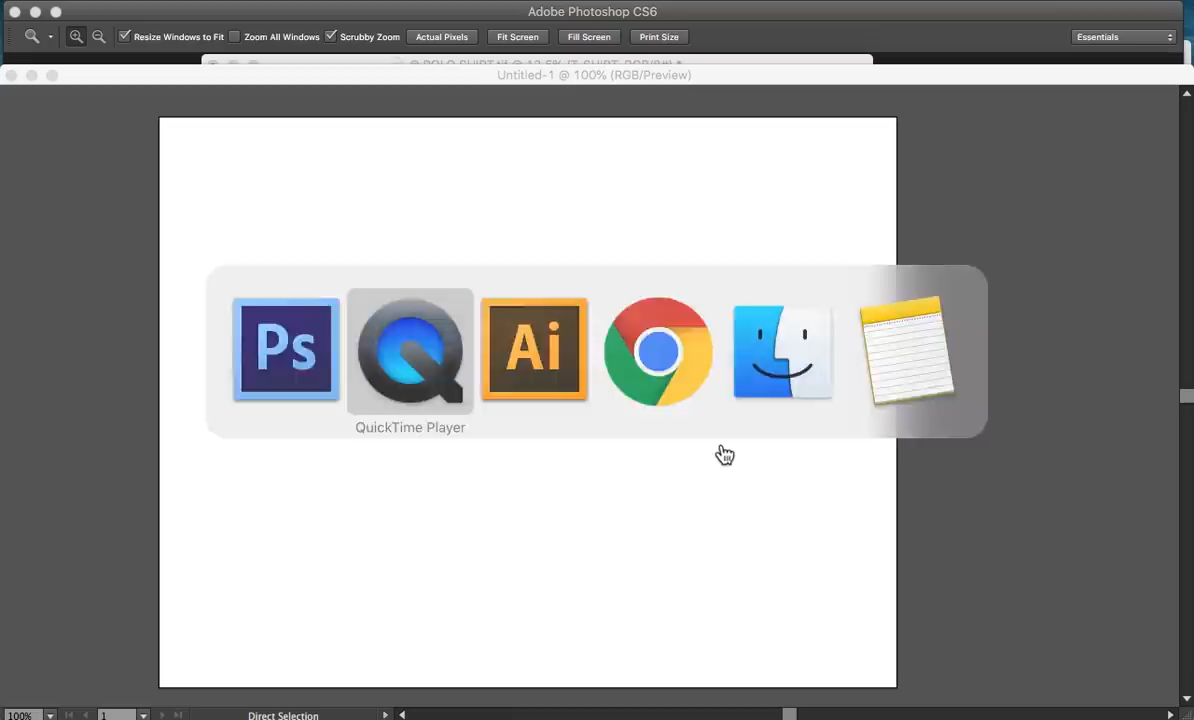 Adobe Photoshop CS6
Resize Windows to Fit Zoom All Windows Scrubby Zoom Actual Pixels Fit Screen Fill Screen Print Size Essentials
Untitled-1 @ 100% (RGB/Preview)
Ps Ai
QuickTime Player
100% 1 Direct Selection